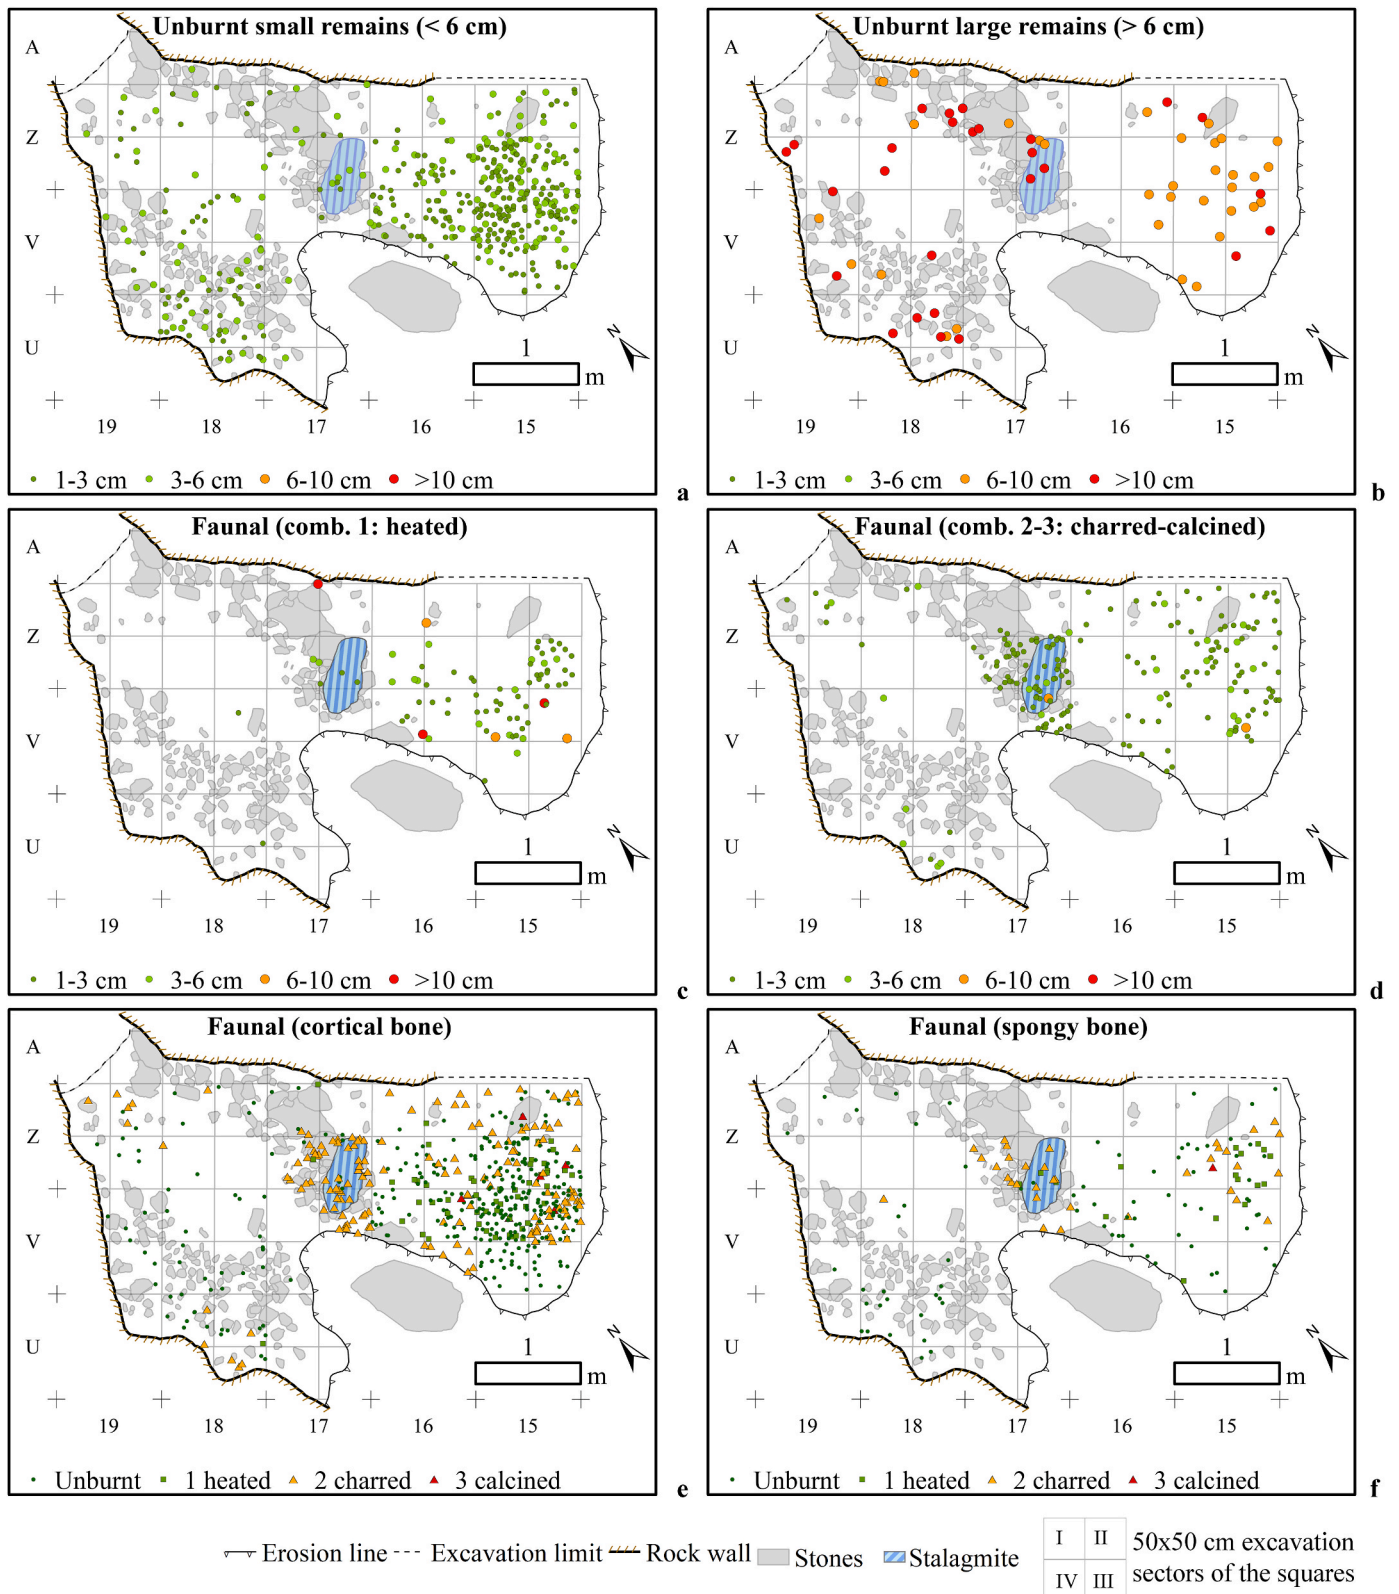 Unburnt small remains (< 6 cm)
A
Z
V
U
N
1
m
19 18 17 16 15
1-3 cm 3-6 cm 6-10 cm >10 cm
a
Unburnt large remains (> 6 cm)
A
Z
V
U
N
1
m
19 18 17 16 15
1-3 cm 3-6 cm 6-10 cm >10 cm
b
Faunal (comb. 1: heated)
A
Z
V
U
N
1
m
19 18 17 16 15
1-3 cm 3-6 cm 6-10 cm >10 cm
c
Faunal (comb. 2-3: charred-calcined)
A
Z
V
U
N
1
m
19 18 17 16 15
1-3 cm 3-6 cm 6-10 cm >10 cm
d
Faunal (cortical bone)
A
Z
V
U
N
1
m
19 18 17 16 15
Unburnt 1 heated 2 charred 3 calcined
e
Faunal (spongy bone)
A
Z
V
U
N
1
m
19 18 17 16 15
Unburnt 1 heated 2 charred 3 calcined
f
Erosion line Excavation limit Rock wall Stones Stalagmite
I II
IV III
50x50 cm excavation
sectors of the squares